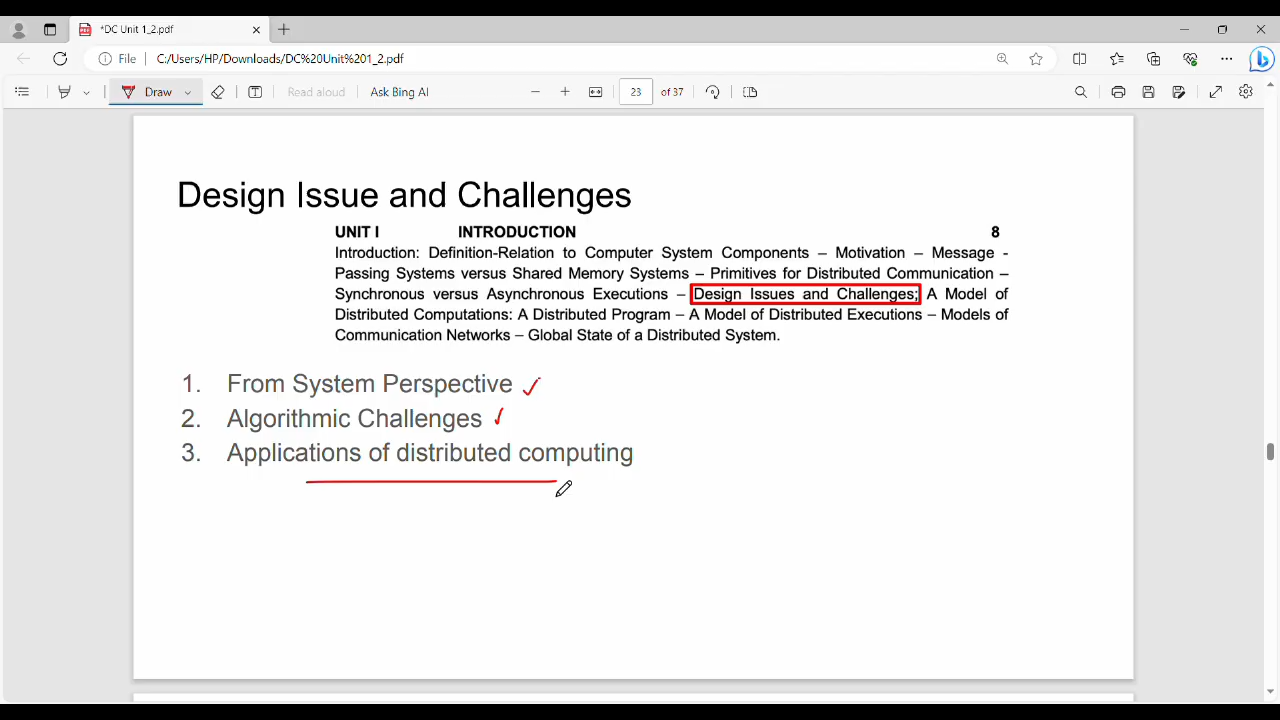 *DC Unit 1_2.pdf
File
C:/Users/HP/Downloads/DC%20Unit%201_2.pdf
Draw
Read aloud
Ask Bing AI
23
of 37
Design Issue and Challenges
UNIT I INTRODUCTION 8
Introduction: Definition-Relation to Computer System Components – Motivation – Message -
Passing Systems versus Shared Memory Systems – Primitives for Distributed Communication –
Synchronous versus Asynchronous Executions – Design Issues and Challenges; A Model of
Distributed Computations: A Distributed Program – A Model of Distributed Executions – Models of
Communication Networks – Global State of a Distributed System.
1. From System Perspective
2. Algorithmic Challenges
3. Applications of distributed computing